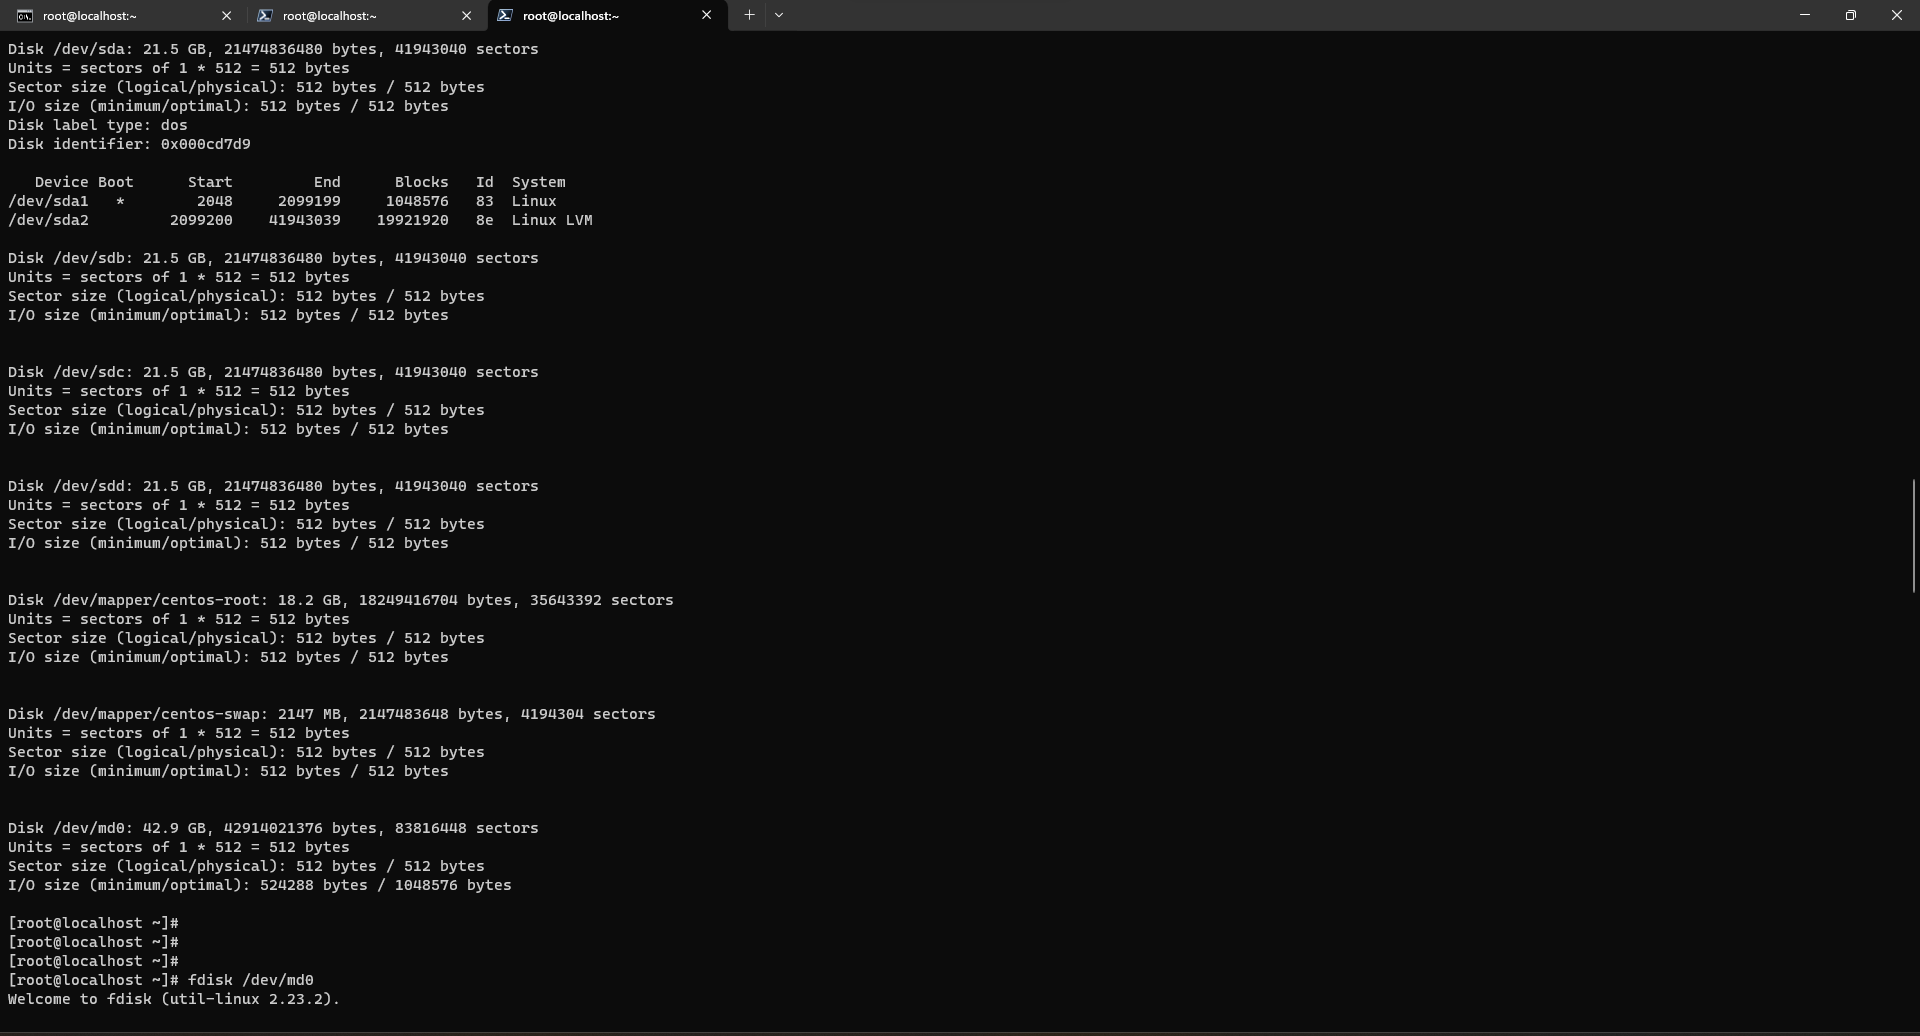 root@localhost:~
root@localhost:~
root@localhost:~
Disk /dev/sda: 21.5 GB, 21474836480 bytes, 41943040 sectors
Units = sectors of 1 * 512 = 512 bytes
Sector size (logical/physical): 512 bytes / 512 bytes
I/O size (minimum/optimal): 512 bytes / 512 bytes
Disk label type: dos
Disk identifier: 0x000cd7d9
Device Boot Start End Blocks Id System
/dev/sda1 * 2048 2099199 1048576 83 Linux
/dev/sda2 2099200 41943039 19921920 8e Linux LVM
Disk /dev/sdb: 21.5 GB, 21474836480 bytes, 41943040 sectors
Units = sectors of 1 * 512 = 512 bytes
Sector size (logical/physical): 512 bytes / 512 bytes
I/O size (minimum/optimal): 512 bytes / 512 bytes
Disk /dev/sdc: 21.5 GB, 21474836480 bytes, 41943040 sectors
Units = sectors of 1 * 512 = 512 bytes
Sector size (logical/physical): 512 bytes / 512 bytes
I/O size (minimum/optimal): 512 bytes / 512 bytes
Disk /dev/sdd: 21.5 GB, 21474836480 bytes, 41943040 sectors
Units = sectors of 1 * 512 = 512 bytes
Sector size (logical/physical): 512 bytes / 512 bytes
I/O size (minimum/optimal): 512 bytes / 512 bytes
Disk /dev/mapper/centos-root: 18.2 GB, 18249416704 bytes, 35643392 sectors
Units = sectors of 1 * 512 = 512 bytes
Sector size (logical/physical): 512 bytes / 512 bytes
I/O size (minimum/optimal): 512 bytes / 512 bytes
Disk /dev/mapper/centos-swap: 2147 MB, 2147483648 bytes, 4194304 sectors
Units = sectors of 1 * 512 = 512 bytes
Sector size (logical/physical): 512 bytes / 512 bytes
I/O size (minimum/optimal): 512 bytes / 512 bytes
Disk /dev/md0: 42.9 GB, 42914021376 bytes, 83816448 sectors
Units = sectors of 1 * 512 = 512 bytes
Sector size (logical/physical): 512 bytes / 512 bytes
I/O size (minimum/optimal): 524288 bytes / 1048576 bytes
[root@localhost ~]#
[root@localhost ~]#
[root@localhost ~]#
[root@localhost ~]# fdisk /dev/md0
Welcome to fdisk (util-linux 2.23.2).